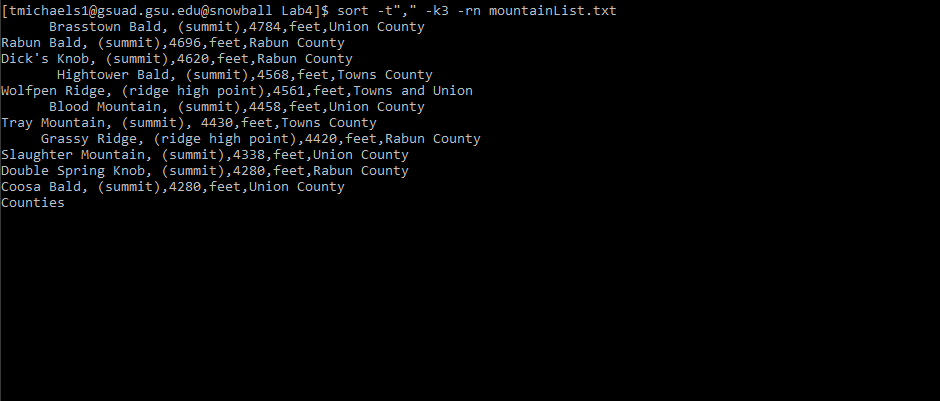 [tmichaels1@gsuad.gsu.edu@snowball Lab4]$ sort -t"," -k3 -rn mountainList.txt
Brasstown Bald, (summit),4784,feet,Union County
Rabun Bald, (summit),4696,feet,Rabun County
Dick's Knob, (summit),4620,feet,Rabun County
Hightower Bald, (summit),4568,feet,Towns County
Wolfpen Ridge, (ridge high point),4561,feet,Towns and Union
Blood Mountain, (summit),4458,feet,Union County
Tray Mountain, (summit), 4430,feet,Towns County
Grassy Ridge, (ridge high point),4420,feet,Rabun County
Slaughter Mountain, (summit),4338,feet,Union County
Double Spring Knob, (summit),4280,feet,Rabun County
Coosa Bald, (summit),4280,feet,Union County
Counties